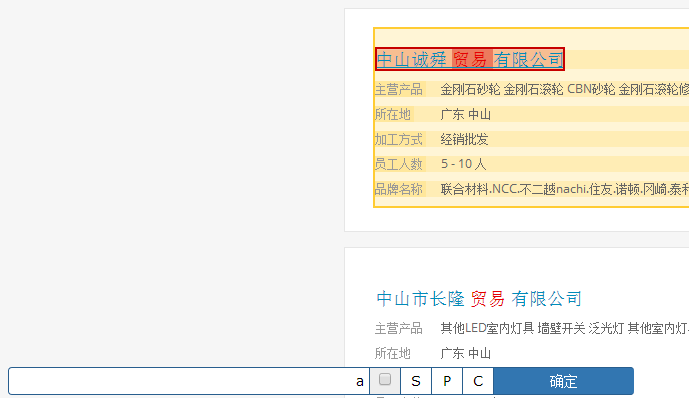 中山诚舜 贸易 有限公司
主营产品 金刚石砂轮 金刚石滚轮 CBN砂轮 金刚石滚轮修
所在地 广东 中山
加工方式 经销批发
员工人数 5 - 10 人
品牌名称 联合材料.NCC.不二越nachi.住友.诺顿.冈崎.泰利
中山市长隆 贸易 有限公司
主营产品 其他LED室内灯具 墙壁开关 泛光灯 其他室内灯
所在地 广东 中山
a S P C 确定